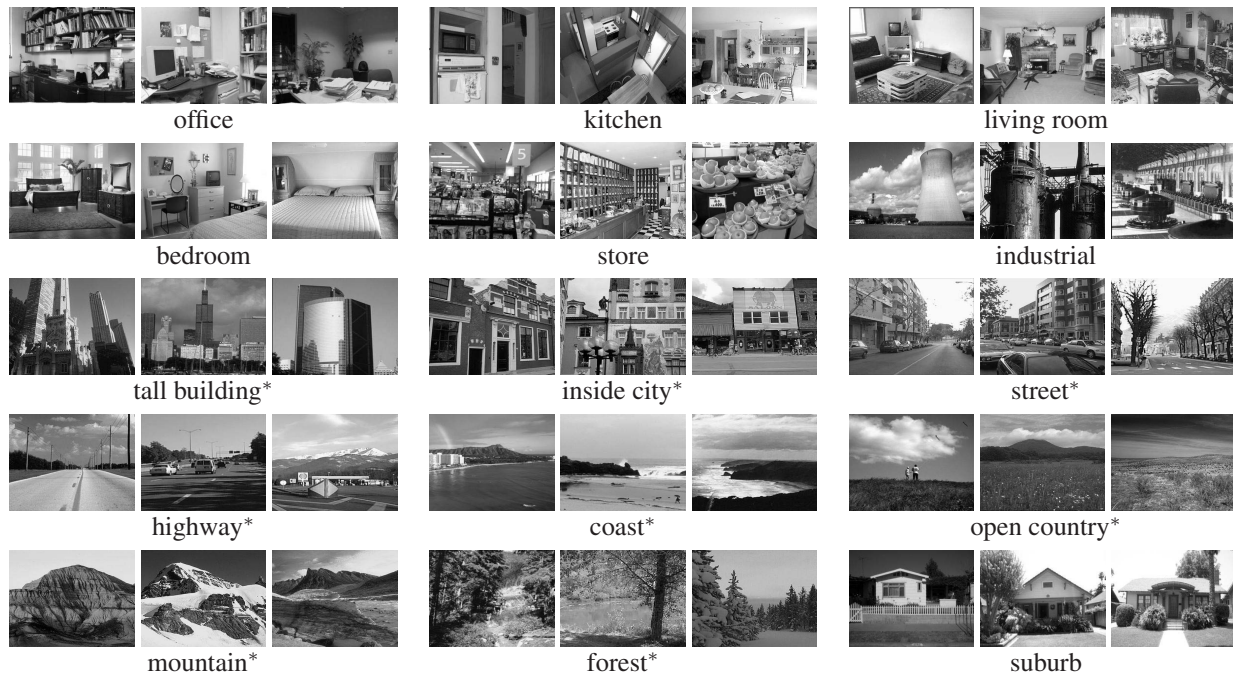 office
kitchen
living room
5
bedroom
store
industrial
tall building*
inside city*
street*
highway*
coast*
open country*
mountain*
forest*
suburb